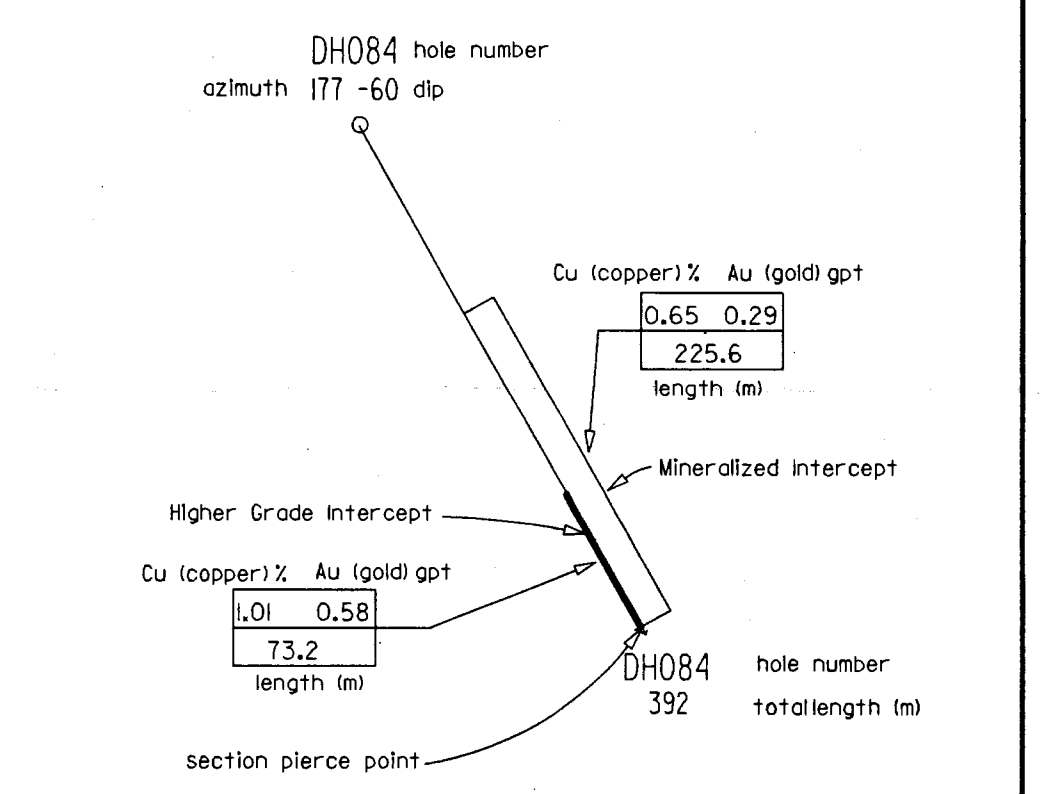 DH084 hole number
azimuth 177 -60 dip
Cu (copper) % Au (gold) gpt
0.65 0.29
225.6
length (m)
Mineralized Intercept
Higher Grade Intercept
Cu (copper) % Au (gold) gpt
1.01 0.58
73.2
length (m)
DH084 hole number
392 total length (m)
section pierce point